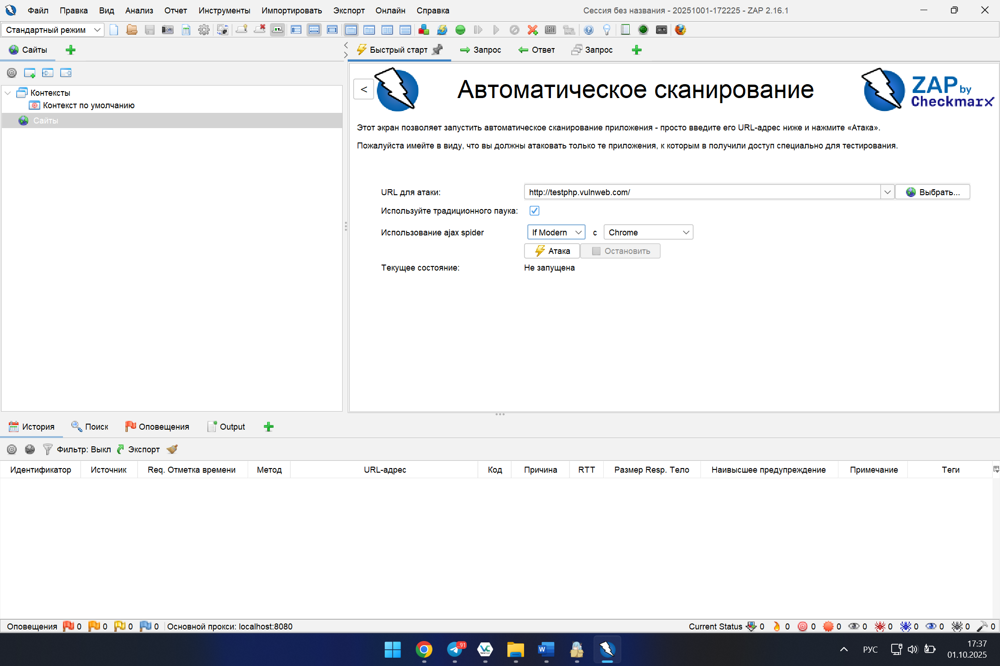 Файл Правка Вид Анализ Отчет Инструменты Импортировать Экспорт Онлайн Справка Сессия без названия - 20251001-172225 - ZAP 2.16.1
Стандартный режим
Сайты
Быстрый старт Запрос Ответ Запрос
Контексты
Контекст по умолчанию
Сайты
<
Автоматическое сканирование
ZAP by
Checkmarx
Этот экран позволяет запустить автоматическое сканирование приложения - просто введите его URL-адрес ниже и нажмите «Атака».
Пожалуйста имейте в виду, что вы должны атаковать только те приложения, к которым в получили доступ специально для тестирования.
URL для атаки: http://testphp.vulnweb.com/ Выбрать...
Используйте традиционного паука:
Использование ajax spider If Modern с Chrome
Атака Остановить
Текущее состояние: Не запущена
История Поиск Оповещения Output
Фильтр: Выкл Экспорт
Идентификатор Источник Req. Отметка времени Метод URL-адрес Код Причина RTT Размер Resp. Тело Наивысшее предупреждение Примечание Теги
Оповещения 0 0 0 0 Основной прокси: localhost:8080 Current Status 0 0 0 0 0 0 0 0 0 0
..91
VeraCrypt
W
РУС
17:37
01.10.2025